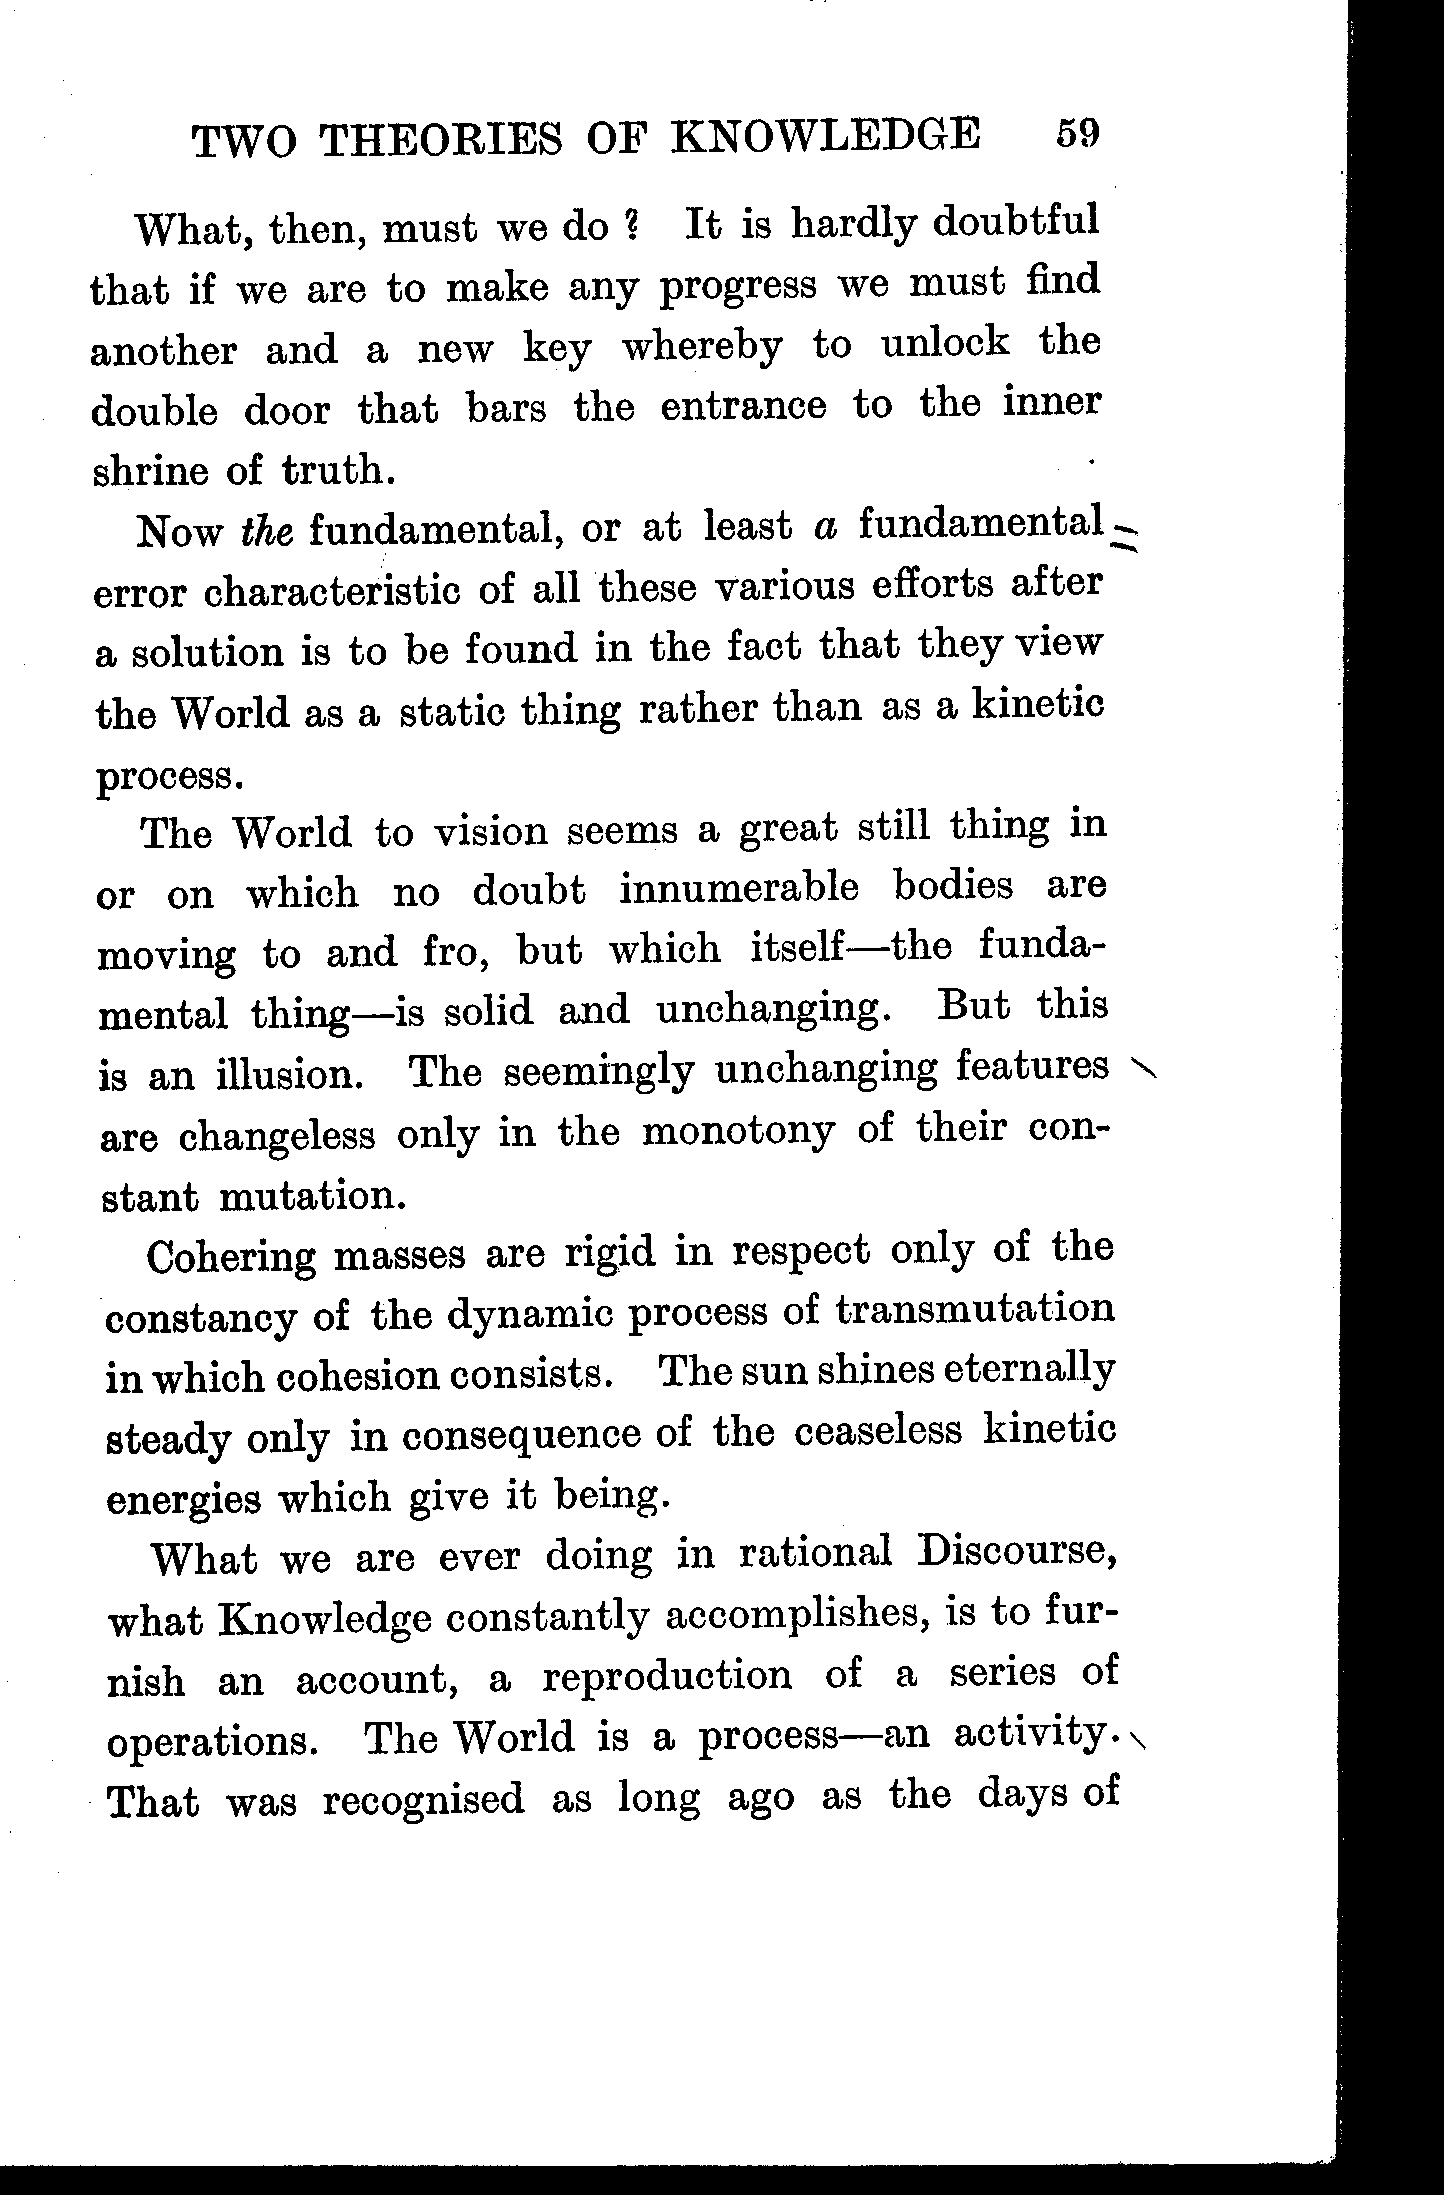 TWO THEORIES OF KNOWLEDGE 59
What, then, must we do ? It is hardly doubtful
that if we are to make any progress we must find
another and a new key whereby to unlock the
double door that bars the entrance to the inner
shrine of truth.
Now the fundamental, or at least a fundamental
error characteristic of all these various efforts after
a solution is to be found in the fact that they view
the World as a static thing rather than as a kinetic
process.
The World to vision seems a great still thing in
or on which no doubt innumerable bodies are
moving to and fro, but which itself—the funda-
mental thing—is solid and unchanging. But this
is an illusion. The seemingly unchanging features
are changeless only in the monotony of their con-
stant mutation.
Cohering masses are rigid in respect only of the
constancy of the dynamic process of transmutation
in which cohesion consists. The sun shines eternally
steady only in consequence of the ceaseless kinetic
energies which give it being.
What we are ever doing in rational Discourse,
what Knowledge constantly accomplishes, is to fur-
nish an account, a reproduction of a series of
operations. The World is a process—an activity.
That was recognised as long ago as the days of